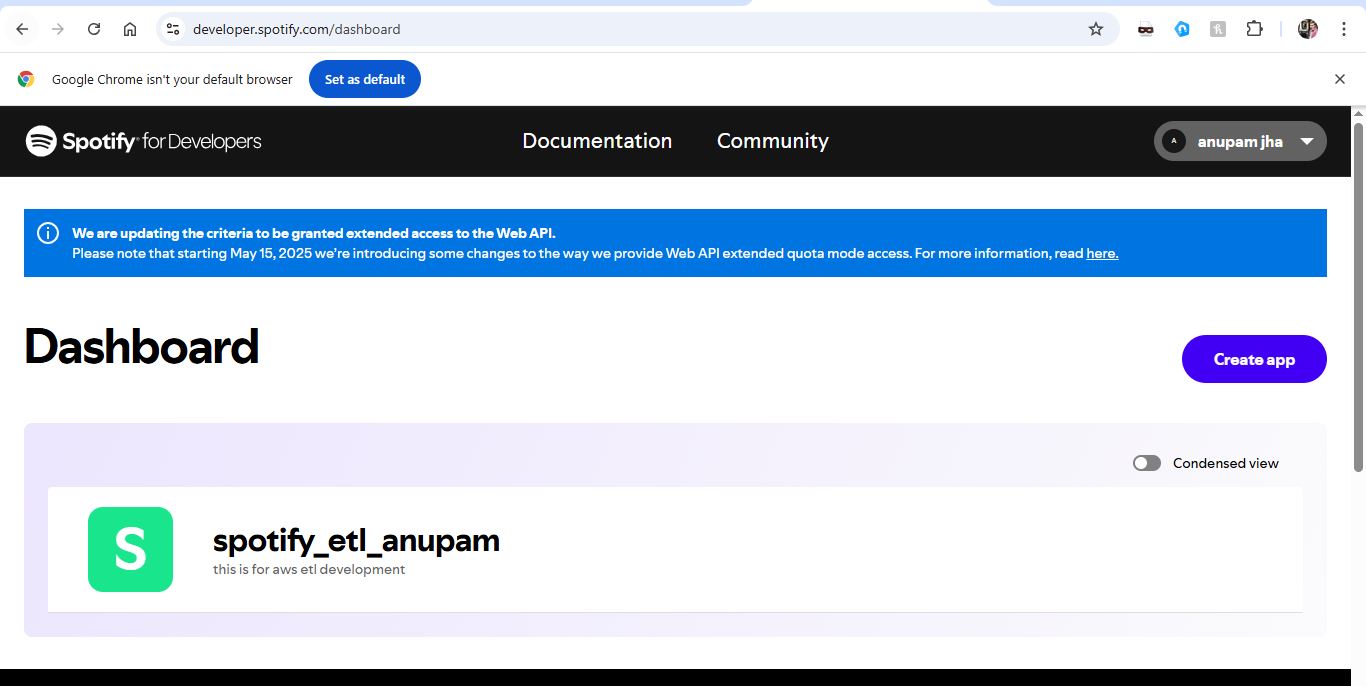 developer.spotify.com/dashboard
Google Chrome isn't your default browser
Set as default
Spotify for Developers
Documentation
Community
A
anupam jha
We are updating the criteria to be granted extended access to the Web API.
Please note that starting May 15, 2025 we're introducing some changes to the way we provide Web API extended quota mode access. For more information, read here.
Dashboard
Create app
Condensed view
S
spotify_etl_anupam
this is for aws etl development